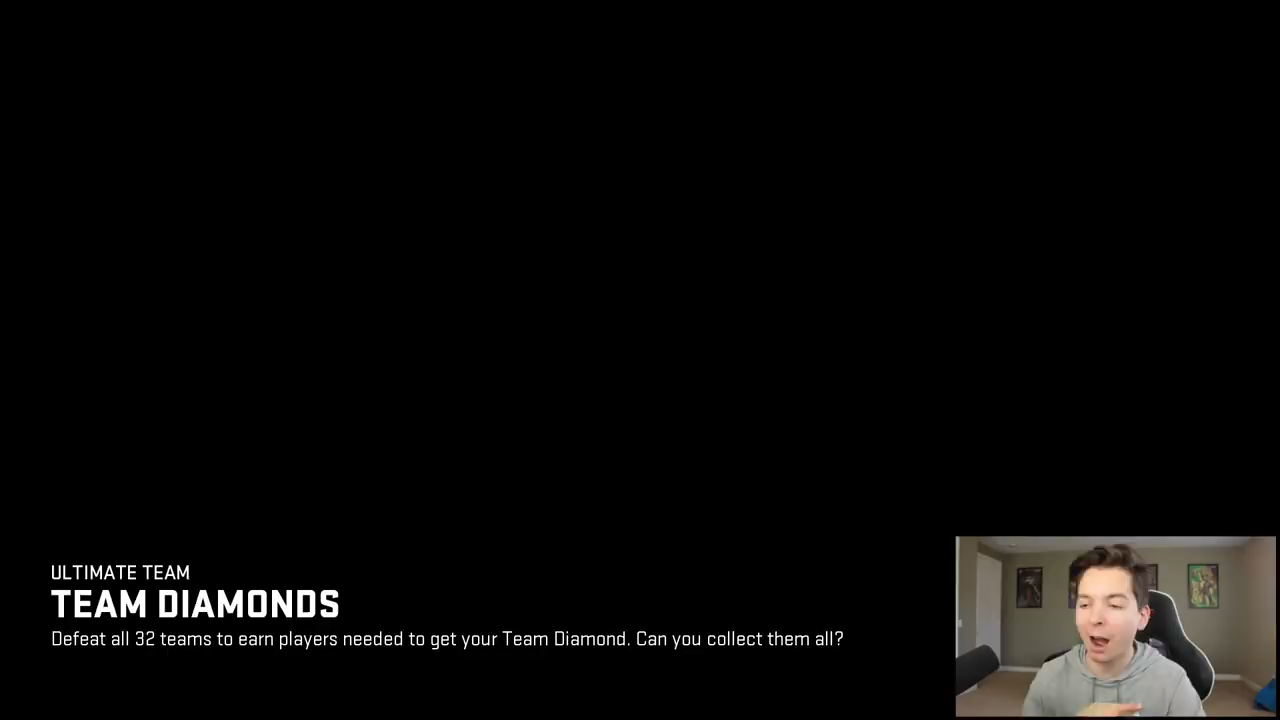 ULTIMATE TEAM
TEAM DIAMONDS
Defeat all 32 teams to earn players needed to get your Team Diamond. Can you collect them all?